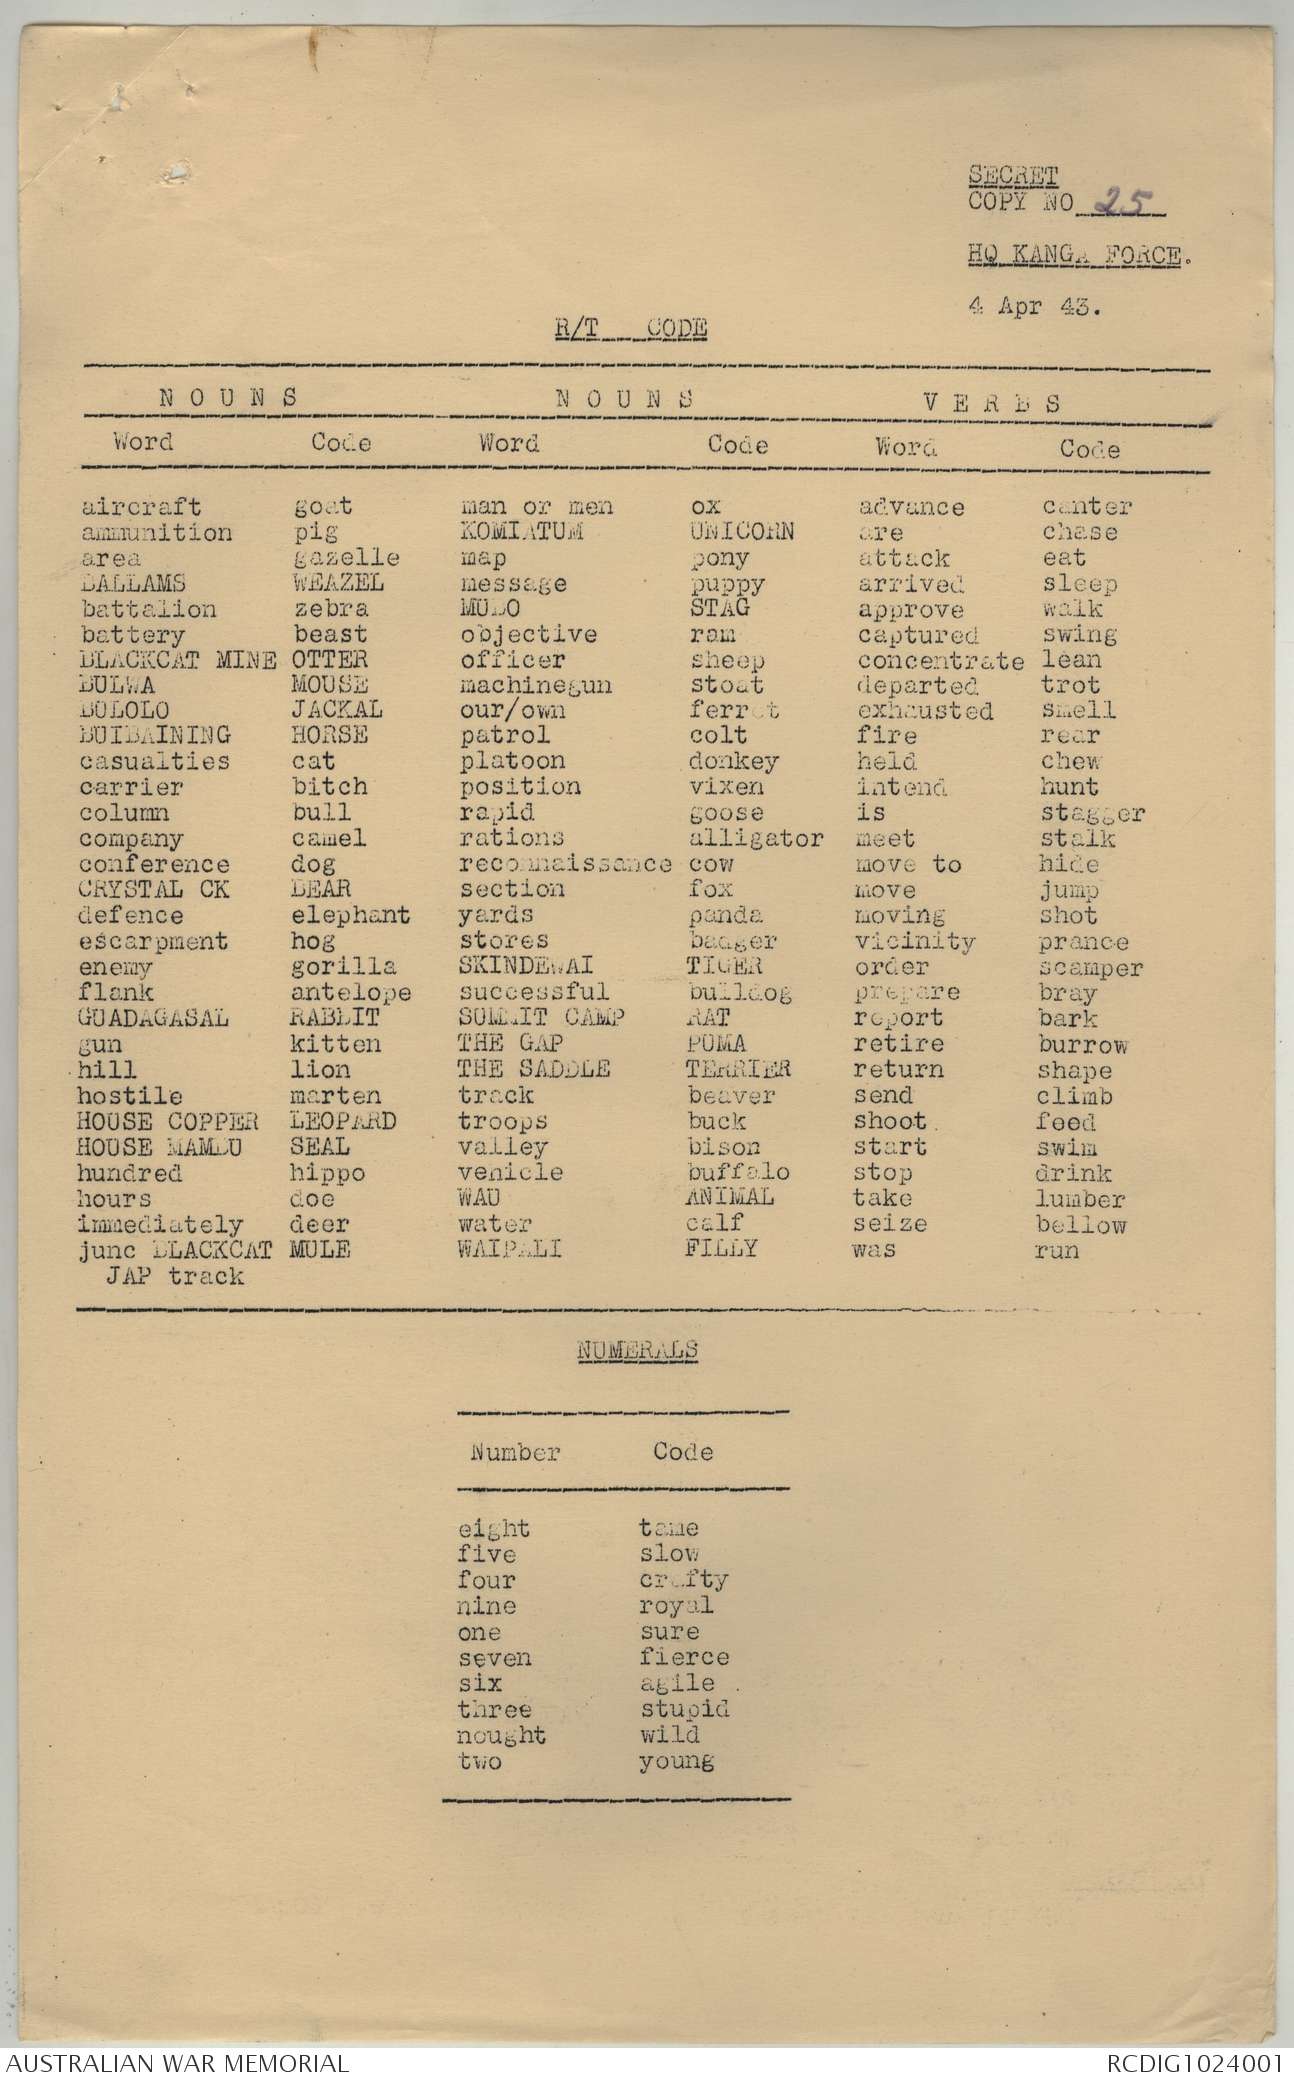 SECRET
COPY NO 25
HQ KANGA FORCE.
4 Apr 43.
R/T CODE
NOUNS NOUNS VERBS
Word Code Word Code Word Code
aircraft goat man or men ox advance canter
ammunition pig KOMIATUM UNICORN are chase
area gazelle map pony attack eat
BALLAMS WEAZEL message puppy arrived sleep
battalion zebra MUBO STAG approve walk
battery beast objective ram captured swing
BLACKCAT MINE OTTER officer sheep concentrate lean
BULWA MOUSE machinegun stoat departed trot
BULOLO JACKAL our/own ferret exhausted smell
BUIBAINING HORSE patrol colt fire rear
casualties cat platoon donkey held chew
carrier bitch position vixen intend hunt
column bull rapid goose is stagger
company camel rations alligator meet stalk
conference dog reconnaissance cow move to hide
CRYSTAL CK BEAR section fox move jump
defence elephant yards panda moving shot
escarpment hog stores badger vicinity prance
enemy gorilla SKINDEWAI TIGER order scamper
flank antelope successful bulldog prepare bray
GUADAGASAL RABBIT SUMMIT CAMP RAT report bark
gun kitten THE GAP PUMA retire burrow
hill lion THE SADDLE TERRIER return shape
hostile marten track beaver send climb
HOUSE COPPER LEOPARD troops buck shoot. feed
HOUSE MAMBU SEAL valley bison start swim
hundred hippo vehicle buffalo stop drink
hours doe WAU ANIMAL take lumber
immediately deer water calf seize bellow
junc BLACKCAT MULE WAIPALI FILLY was run
JAP track
NUMERALS
Number Code
eight tame
five slow
four crafty
nine royal
one sure
seven fierce
six agile .
three stupid
nought wild
two young
AUSTRALIAN WAR MEMORIAL RCDIG1024001